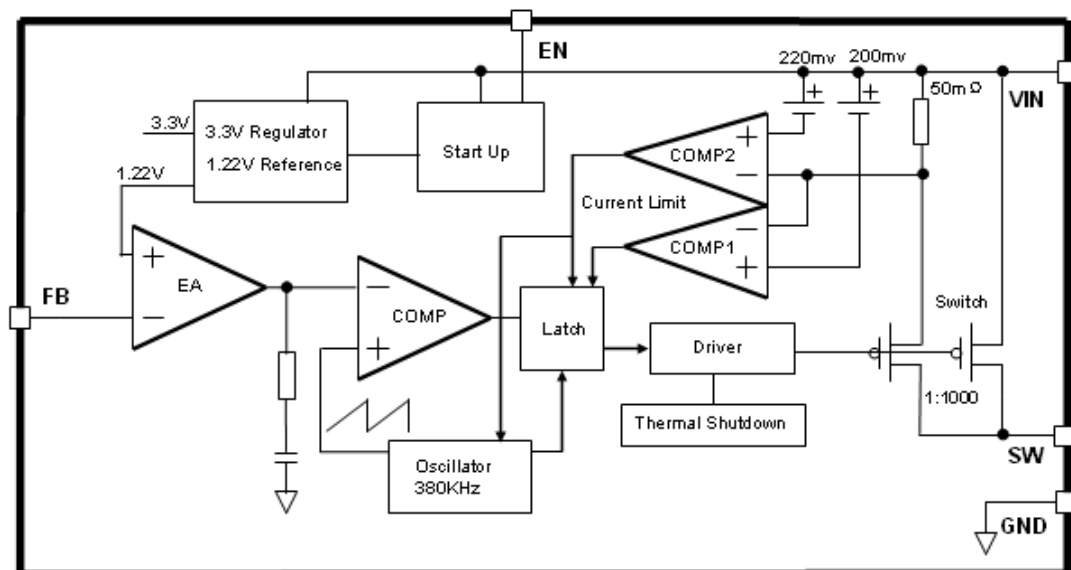 EN
220mv
200mv
50mΩ
VIN
3.3V
3.3V Regulator
1.22V Reference
Start Up
1.22V
+
COMP2
−
Current Limit
−
COMP1
+
+
EA
−
FB
−
COMP
+
Latch
Driver
Switch
1:1000
Thermal Shutdown
Oscillator
380KHz
SW
GND
+
+